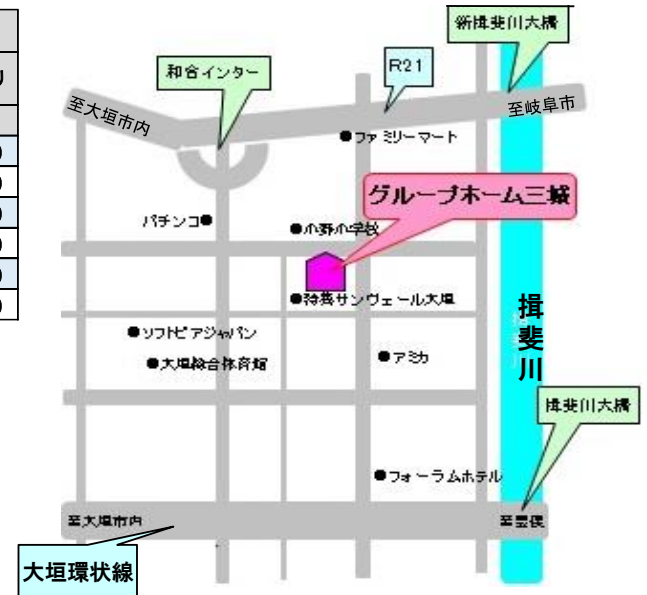 新揖斐川大橋
和合インター
R21
至大垣市内
至岐阜市
ファミリーマート
グループホーム三城
パチンコ
小野小学校
特養サンヴェール大垣
揖斐川
ソフトピアジャパン
アミカ
大垣総合体育館
揖斐川大橋
フォーラムホテル
至大垣市内
大垣環状線